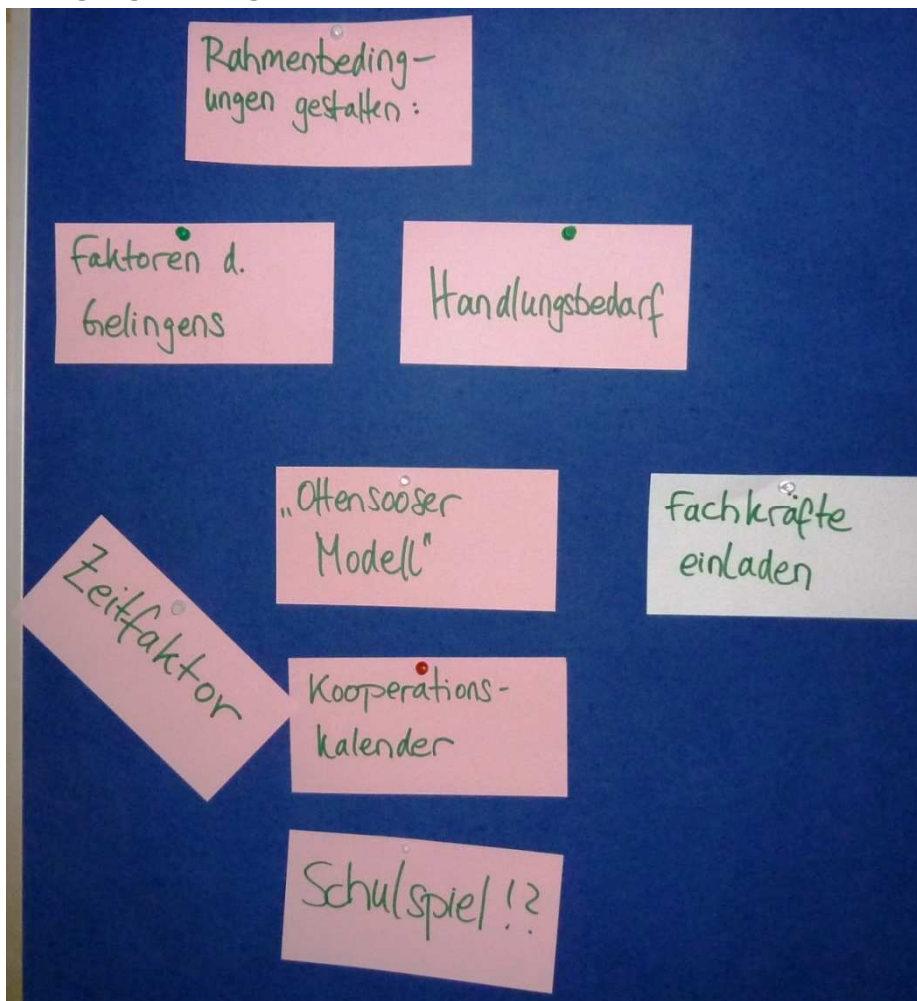 Rahmenbeding-
ungen gestalten:
Faktoren d.
Gelingens
Handlungsbedarf
„Ottensooser
Modell"
Fachkräfte
einladen
Zeitfaktor
Kooperations-
kalender
Schulspiel!?